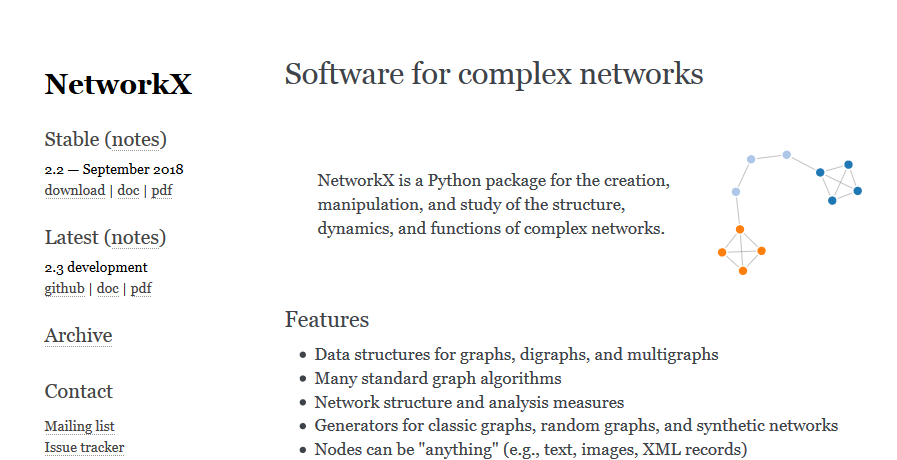 NetworkX
Stable (notes)
2.2 — September 2018
download | doc | pdf
Latest (notes)
2.3 development
github | doc | pdf
Archive
Contact
Mailing list
Issue tracker
Software for complex networks
NetworkX is a Python package for the creation,
manipulation, and study of the structure,
dynamics, and functions of complex networks.
Features
• Data structures for graphs, digraphs, and multigraphs
• Many standard graph algorithms
• Network structure and analysis measures
• Generators for classic graphs, random graphs, and synthetic networks
• Nodes can be "anything" (e.g., text, images, XML records)